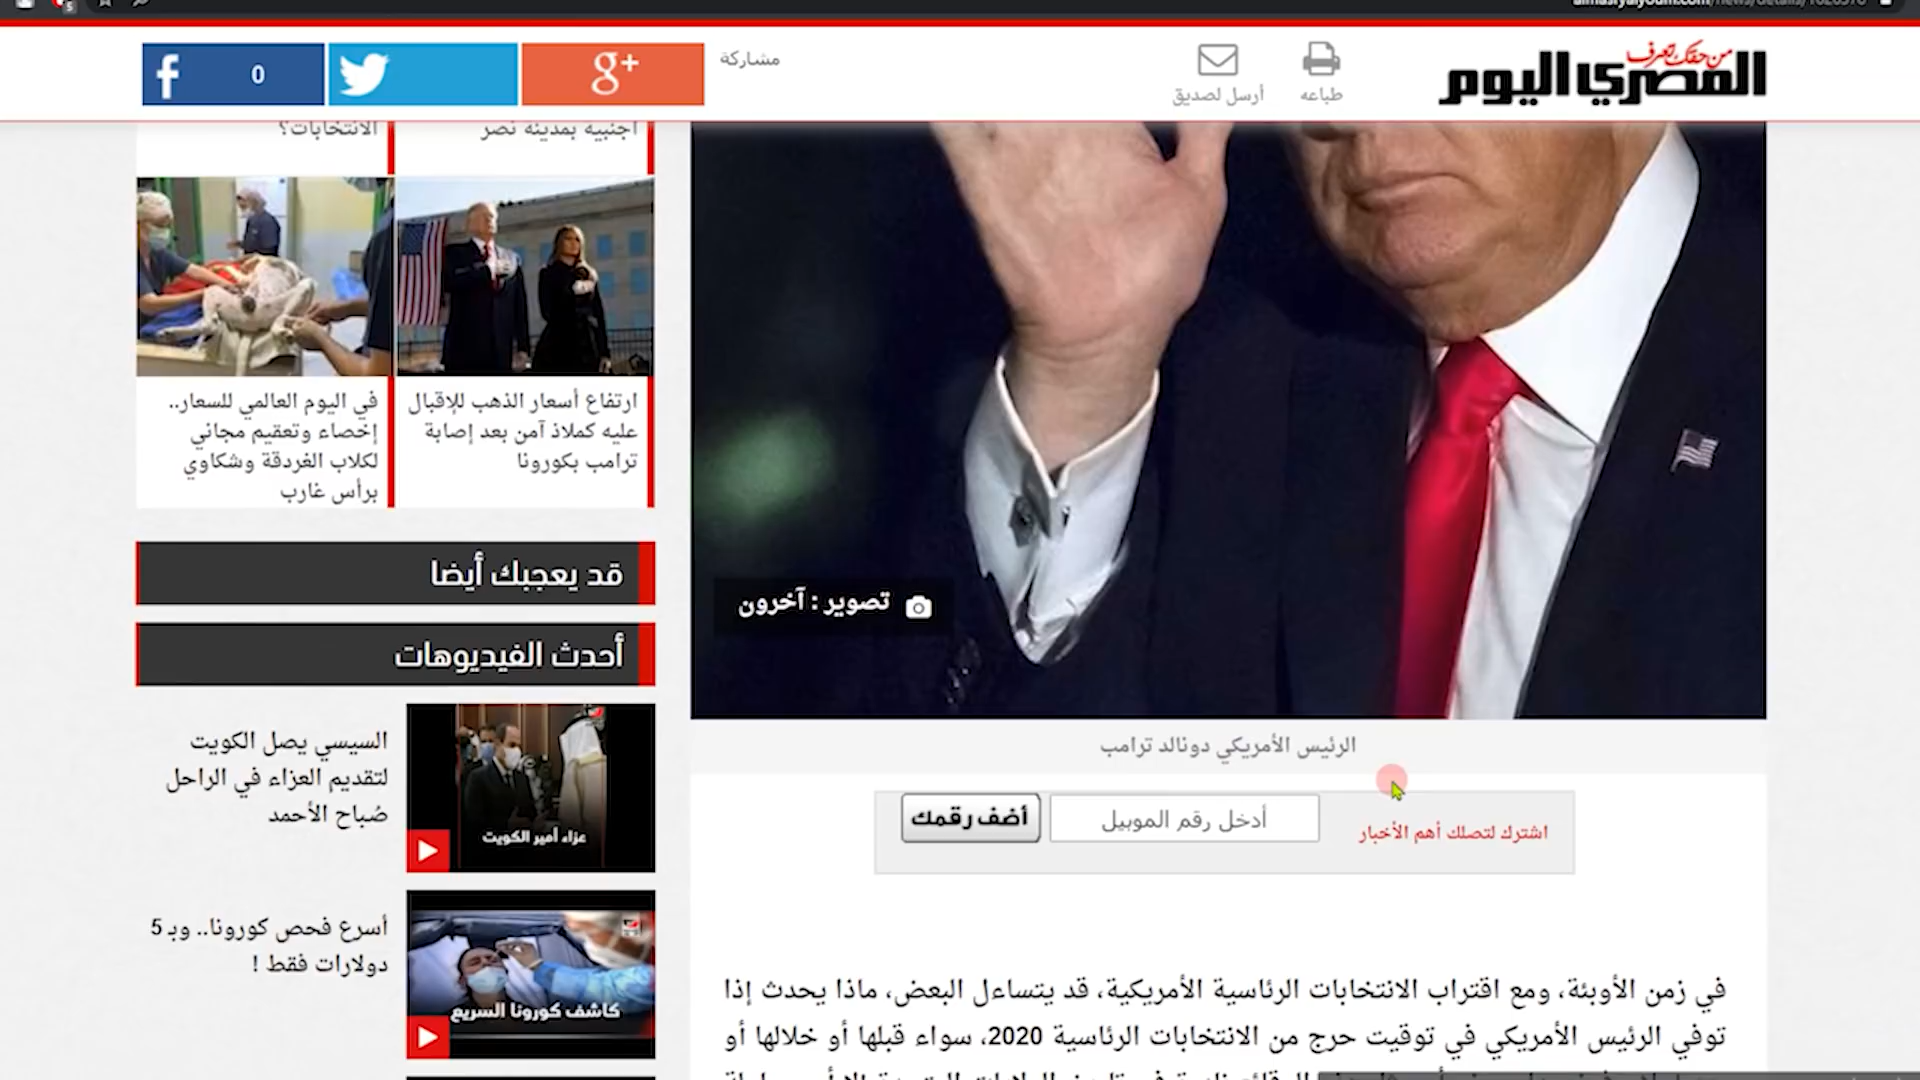 almasryalyoum.com/news/details/
0
g+
مشاركة
أرسل لصديق
طباعه
من حقك تعرف
المصري اليوم
أجنبية بمدينة نصر
الانتخابات؟
ارتفاع أسعار الذهب للإقبال
عليه كملاذ آمن بعد إصابة
ترامب بكورونا
في اليوم العالمي للسعار..
إخصاء وتعقيم مجاني
لكلاب الغردقة وشكاوي
برأس غارب
تصوير : آخرون
قد يعجبك أيضا
أحدث الفيديوهات
السيسي يصل الكويت
لتقديم العزاء في الراحل
صُباح الأحمد
عزاء أمير الكويت
أسرع فحص كورونا.. وبـ 5
دولارات فقط !
كاشف كورونا السريع
الرئيس الأمريكي دونالد ترامب
اشترك لتصلك أهم الأخبار
أدخل رقم الموبيل
أضف رقمك
في زمن الأوبئة، ومع اقتراب الانتخابات الرئاسية الأمريكية، قد يتساءل البعض، ماذا يحدث إذا
توفي الرئيس الأمريكي في توقيت حرج من الانتخابات الرئاسية 2020، سواء قبلها أو خلالها أو